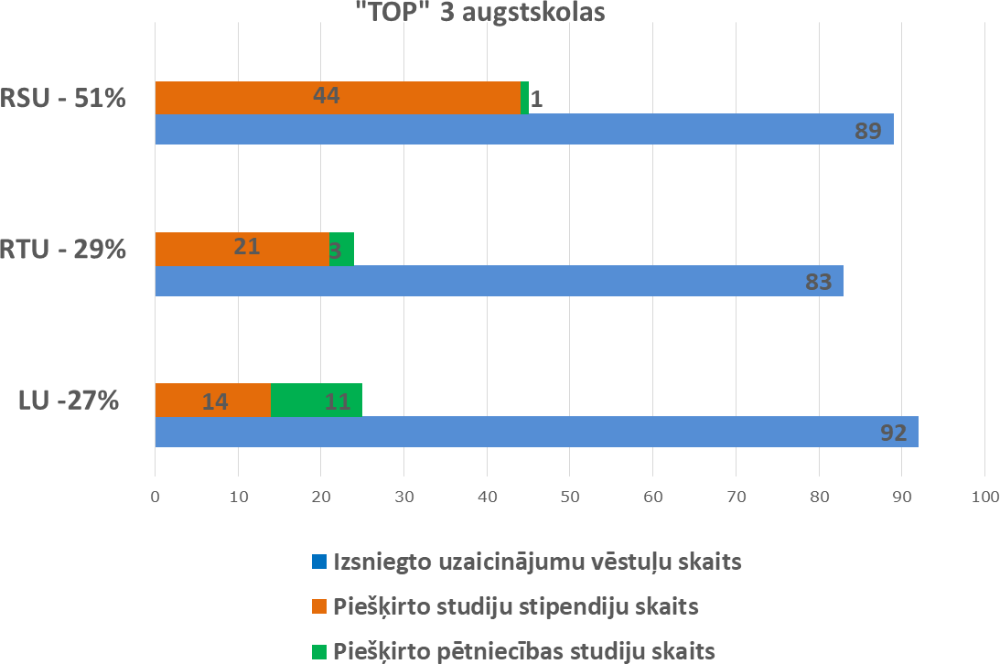 "TOP" 3 augstskolas
RSU - 51%
44
1
89
RTU - 29%
21
3
83
LU -27%
14
11
92
0 10 20 30 40 50 60 70 80 90 100
Izsniegto uzaicinājumu vēstuļu skaits
Piešķirto studiju stipendiju skaits
Piešķirto pētniecības studiju skaits